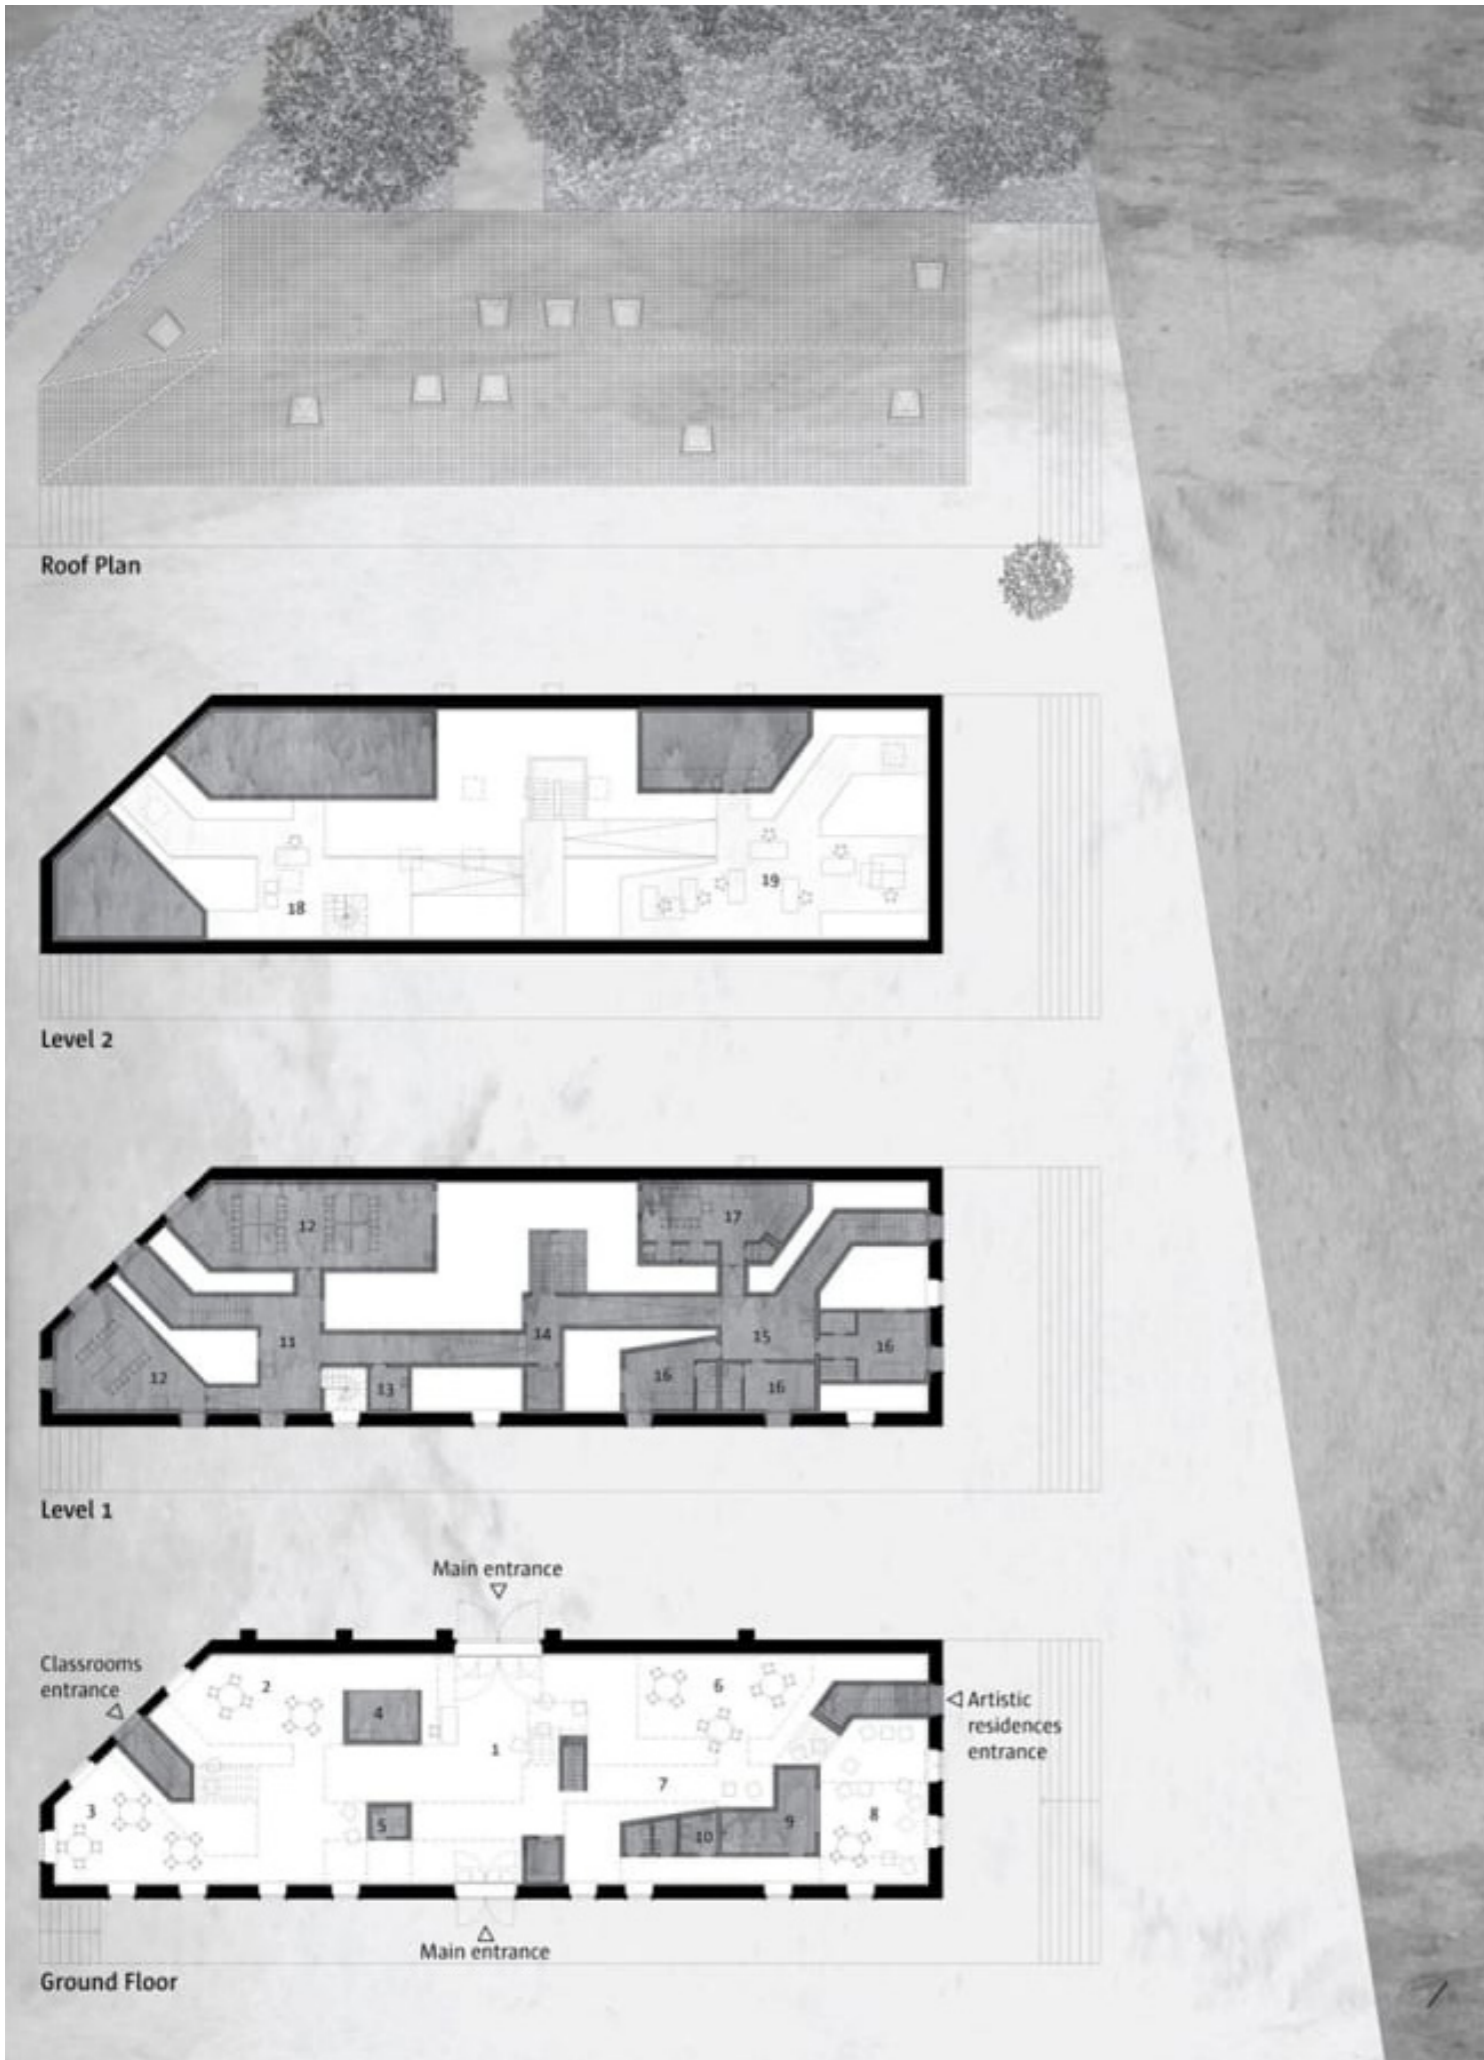 Roof Plan
18
19
Level 2
12
17
11
14
15
16
12
13
16
16
Level 1
Main entrance
Classrooms
entrance
2
6
4
Artistic
residences
entrance
1
7
3
5
10
9
8
Main entrance
Ground Floor